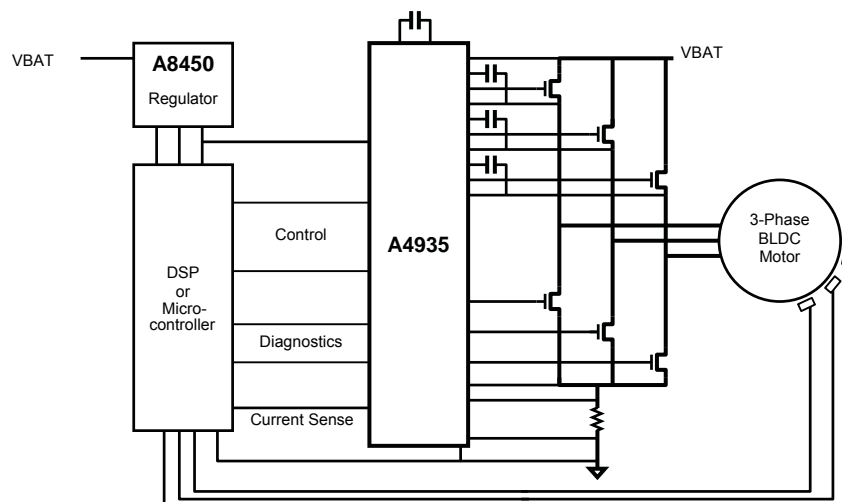 VBAT
A8450
Regulator
VBAT
Control
A4935
3-Phase
BLDC
Motor
DSP
or
Micro-
controller
Diagnostics
Current Sense